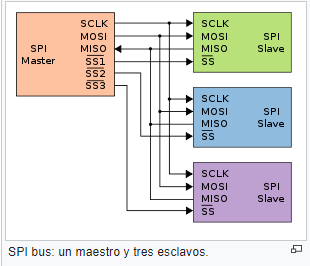 SPI
Master
SCLK
MOSI
MISO
SS1
SS2
SS3
SCLK
MOSI
MISO
SS
SPI
Slave
SCLK
MOSI
MISO
SS
SPI
Slave
SCLK
MOSI
MISO
SS
SPI
Slave
SPI bus: un maestro y tres esclavos.